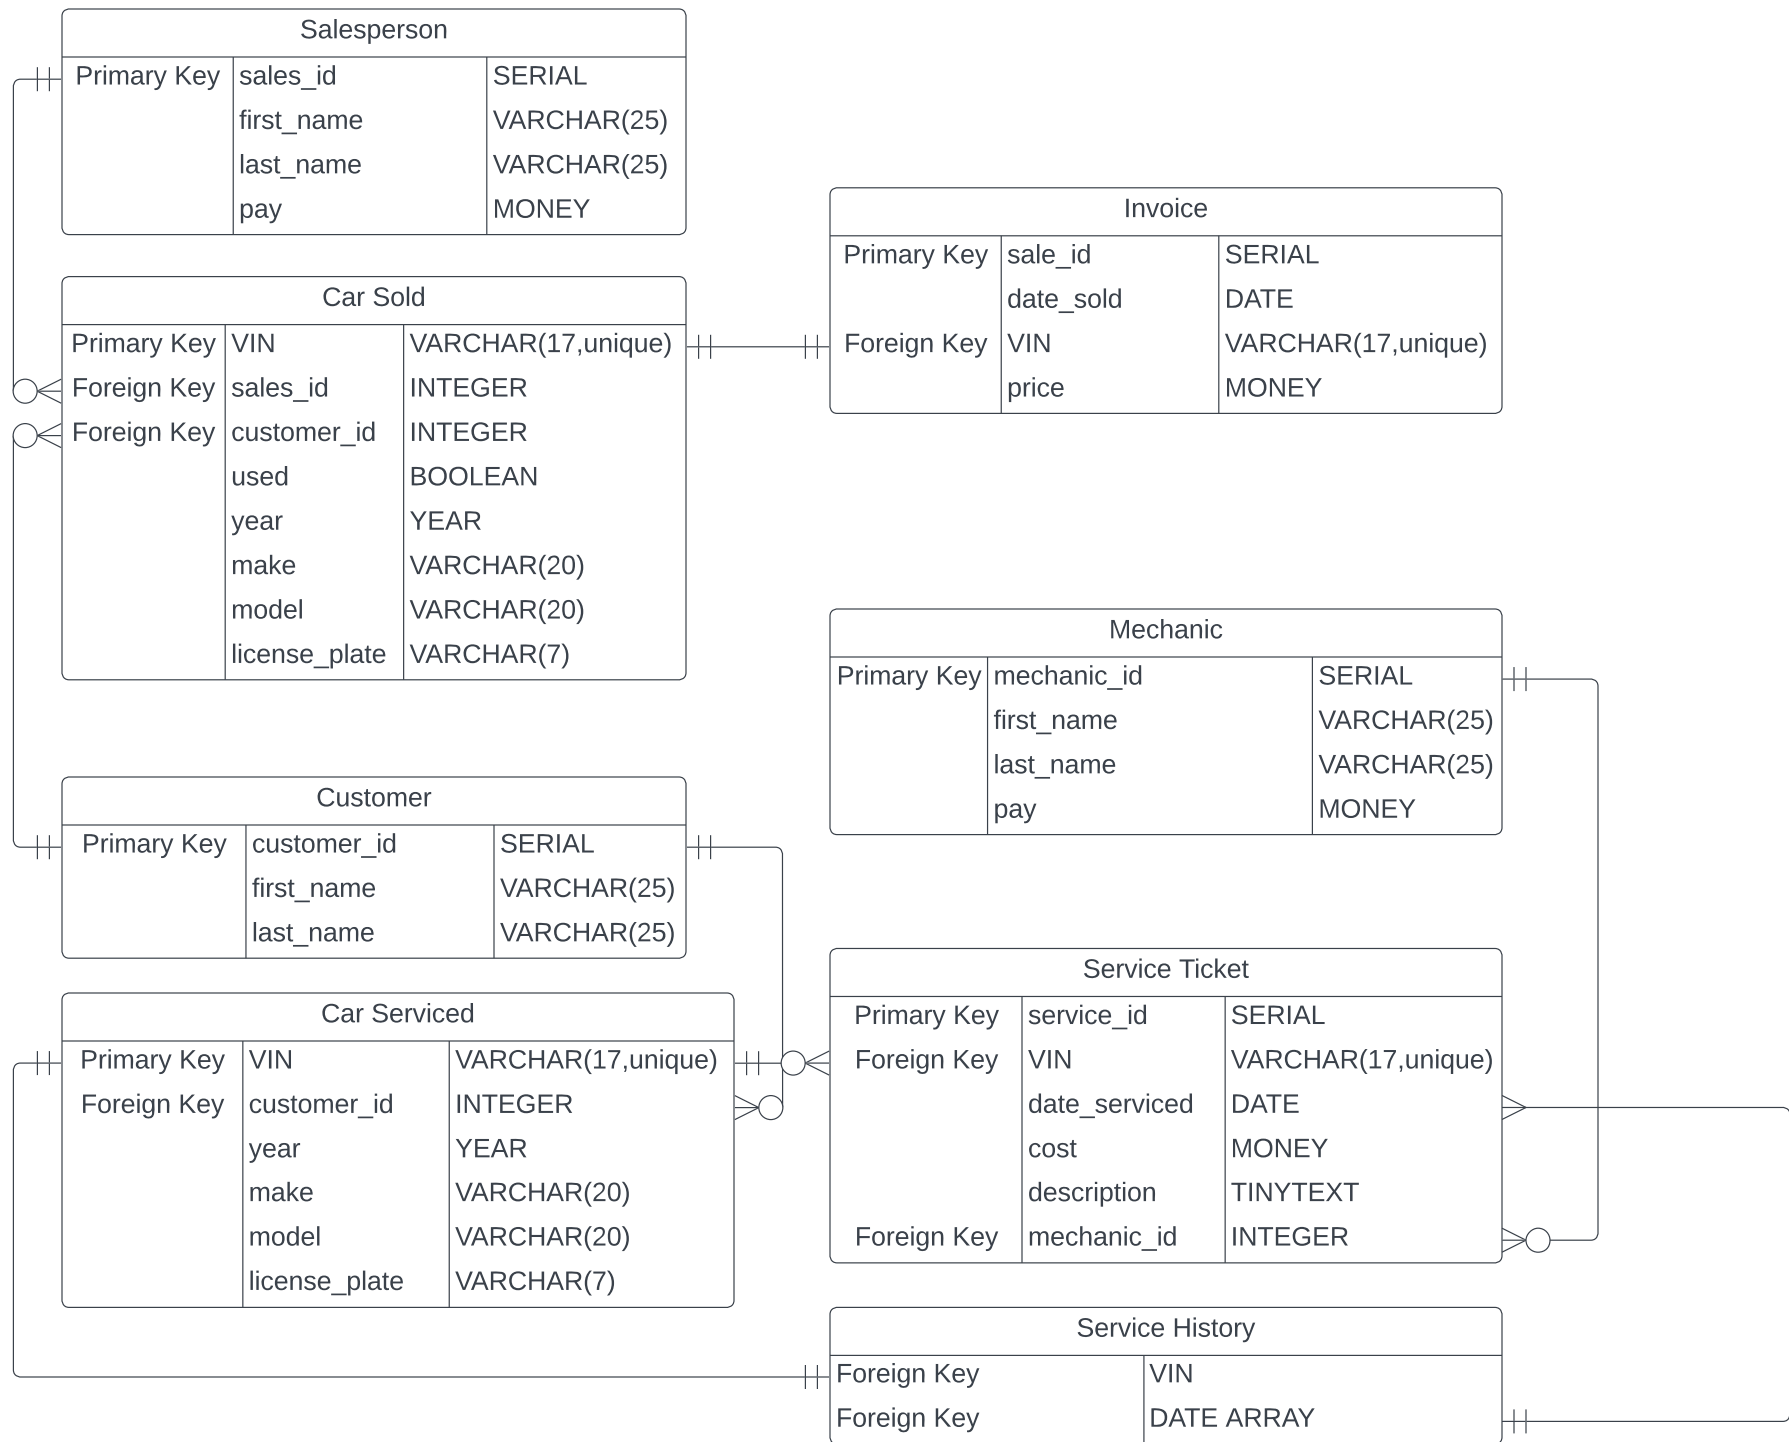 Salesperson
Primary Key sales_id SERIAL
first_name VARCHAR(25)
last_name VARCHAR(25)
pay MONEY
Car Sold
Primary Key VIN VARCHAR(17,unique)
Foreign Key sales_id INTEGER
Foreign Key customer_id INTEGER
used BOOLEAN
year YEAR
make VARCHAR(20)
model VARCHAR(20)
license_plate VARCHAR(7)
Invoice
Primary Key sale_id SERIAL
date_sold DATE
Foreign Key VIN VARCHAR(17,unique)
price MONEY
Mechanic
Primary Key mechanic_id SERIAL
first_name VARCHAR(25)
last_name VARCHAR(25)
pay MONEY
Customer
Primary Key customer_id SERIAL
first_name VARCHAR(25)
last_name VARCHAR(25)
Car Serviced
Primary Key VIN VARCHAR(17,unique)
Foreign Key customer_id INTEGER
year YEAR
make VARCHAR(20)
model VARCHAR(20)
license_plate VARCHAR(7)
Service Ticket
Primary Key service_id SERIAL
Foreign Key VIN VARCHAR(17,unique)
date_serviced DATE
cost MONEY
description TINYTEXT
Foreign Key mechanic_id INTEGER
Service History
Foreign Key VIN
Foreign Key DATE ARRAY